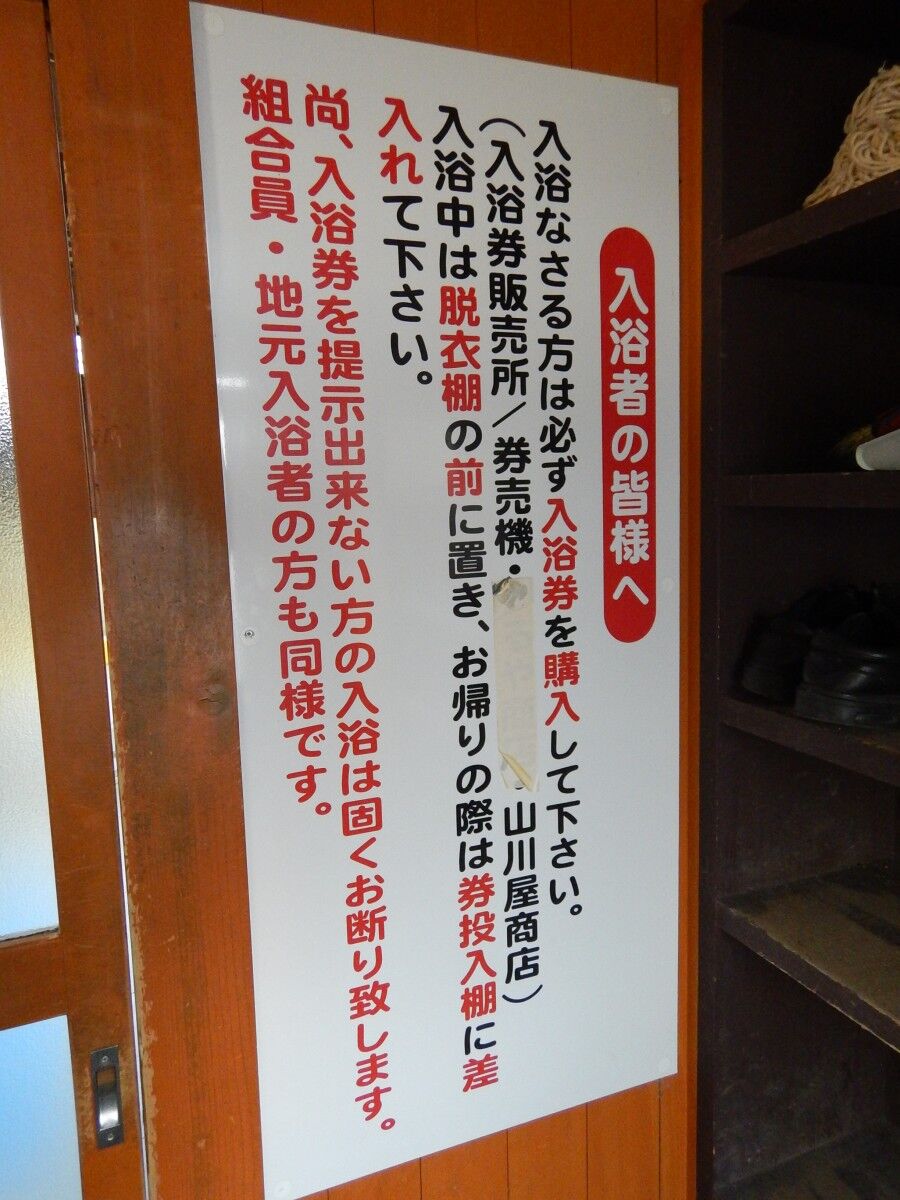 入浴者の皆様へ
入浴なさる方は必ず入浴券を購入して下さい。
（入浴券販売所／券売機・山川屋商店）
入浴中は脱衣棚の前に置き、お帰りの際は券投入棚に差
入れて下さい。
尚、入浴券を提示出来ない方の入浴は固くお断り致します。
組合員・地元入浴者の方も同様です。